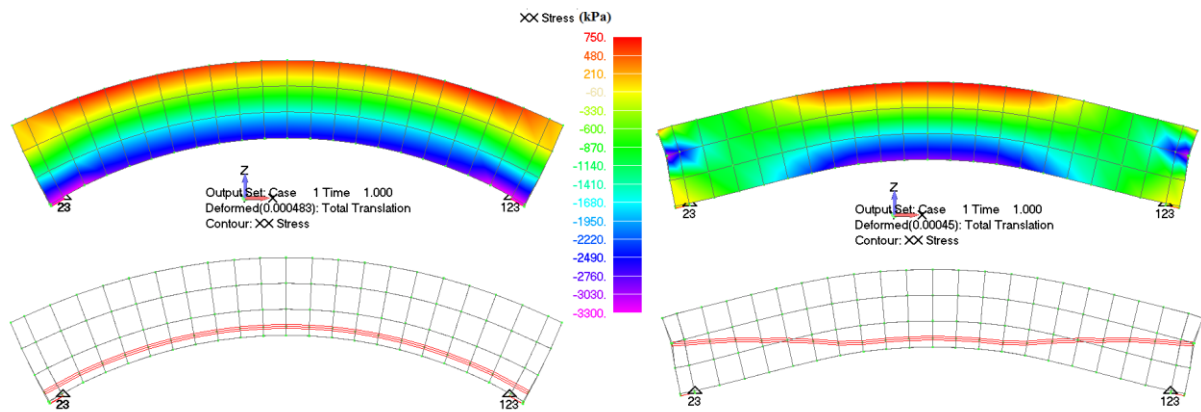 XX Stress (kPa)
750.
480.
210.
-60
-330.
-600.
-870.
-1140.
-1410.
-1680.
-1950.
-2220.
-2490.
-2760.
-3030.
-3300.
Z
X
Output Set: Case 1 Time 1.000
Deformed(0.000483): Total Translation
Contour: XX Stress
23
123
Z
X
Output Set: Case 1 Time 1.000
Deformed(0.00045): Total Translation
Contour: XX Stress
23
123
23
123
23
123